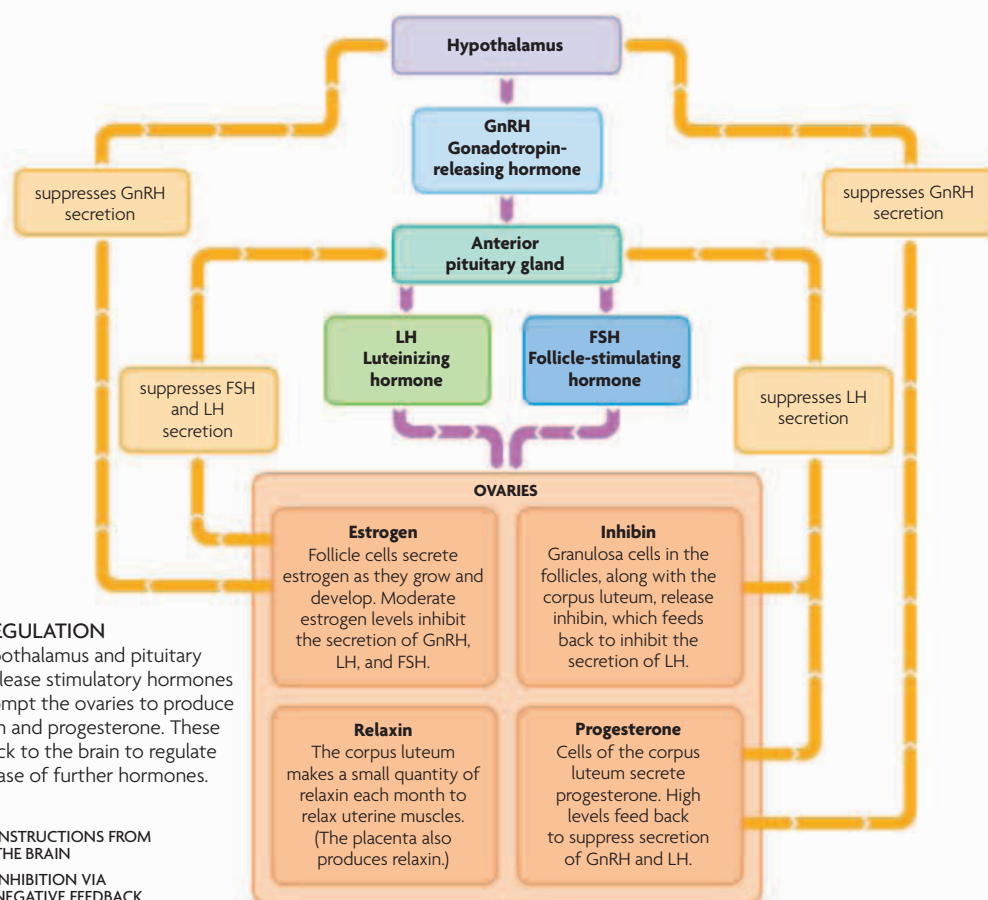 Hypothalamus
GnRH
Gonadotropin-
releasing hormone
suppresses GnRH
secretion
suppresses GnRH
secretion
Anterior
pituitary gland
LH
Luteinizing
hormone
FSH
Follicle-stimulating
hormone
suppresses FSH
and LH
secretion
suppresses LH
secretion
OVARIES
Estrogen
Follicle cells secrete
estrogen as they grow and
develop. Moderate
estrogen levels inhibit
the secretion of GnRH,
LH, and FSH.
Inhibin
Granulosa cells in the
follicles, along with the
corpus luteum, release
inhibin, which feeds
back to inhibit the
secretion of LH.
Relaxin
The corpus luteum
makes a small quantity of
relaxin each month to
relax uterine muscles.
(The placenta also
produces relaxin.)
Progesterone
Cells of the corpus
luteum secrete
progesterone. High
levels feed back
to suppress secretion
of GnRH and LH.
EGULATION
pothalamus and pituitary
lease stimulatory hormones
ompt the ovaries to produce
n and progesterone. These
ck to the brain to regulate
ase of further hormones.
NSTRUCTIONS FROM
THE BRAIN
NHIBITION VIA
NEGATIVE FEEDBACK